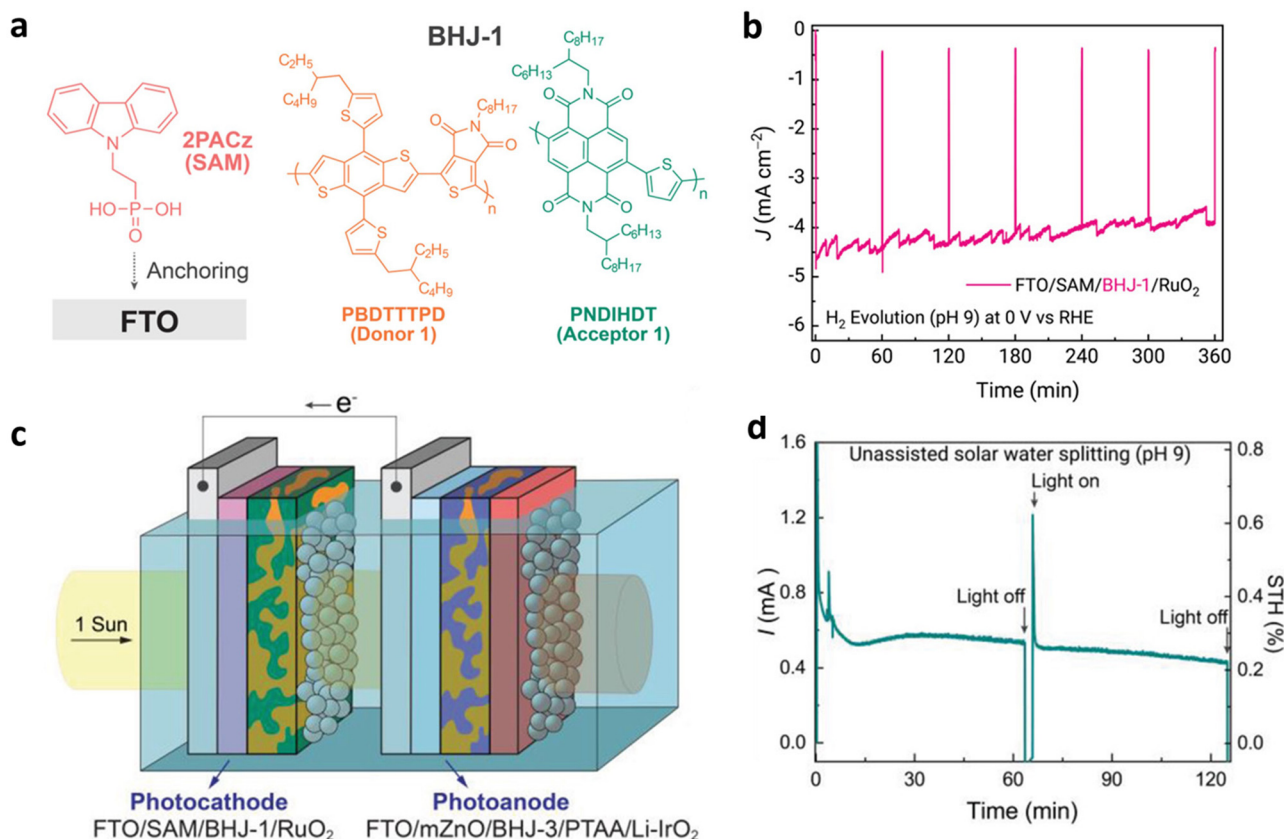 a
BHJ-1
2PACz
(SAM)
N
HO
P
OH
O
Anchoring
FTO
C2H5
C4H9
S
S
S
O
N
C8H17
O
S
n
S
C2H5
C4H9
PBDTTTPD
(Donor 1)
C8H17
C6H13
O
N
O
S
n
O
N
O
C6H13
C8H17
PNDIHDT
(Acceptor 1)
b
J (mA cm−2)
0
-1
-2
-3
-4
-5
-6
FTO/SAM/BHJ-1/RuO2
H2 Evolution (pH 9) at 0 V vs RHE
0 60 120 180 240 300 360
Time (min)
c
e-
1 Sun
Photocathode
FTO/SAM/BHJ-1/RuO2
Photoanode
FTO/mZnO/BHJ-3/PTAA/Li-IrO2
d
I (mA)
1.6
1.2
0.8
0.4
0.0
Unassisted solar water splitting (pH 9)
Light on
Light off
Light off
0.8
0.6
0.4
0.2
0.0
STH (%)
0 30 60 90 120
Time (min)